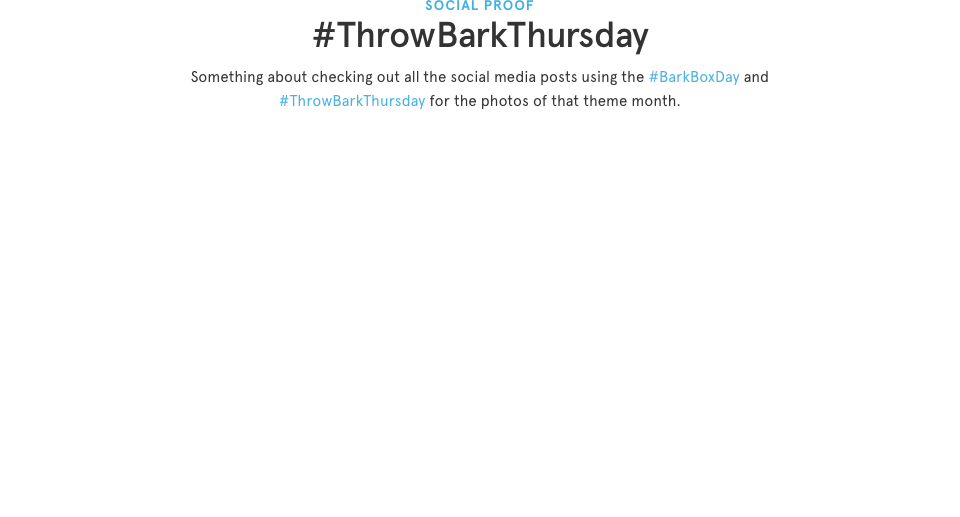 SOCIAL PROOF
#ThrowBarkThursday
Something about checking out all the social media posts using the #BarkBoxDay and
#ThrowBarkThursday for the photos of that theme month.